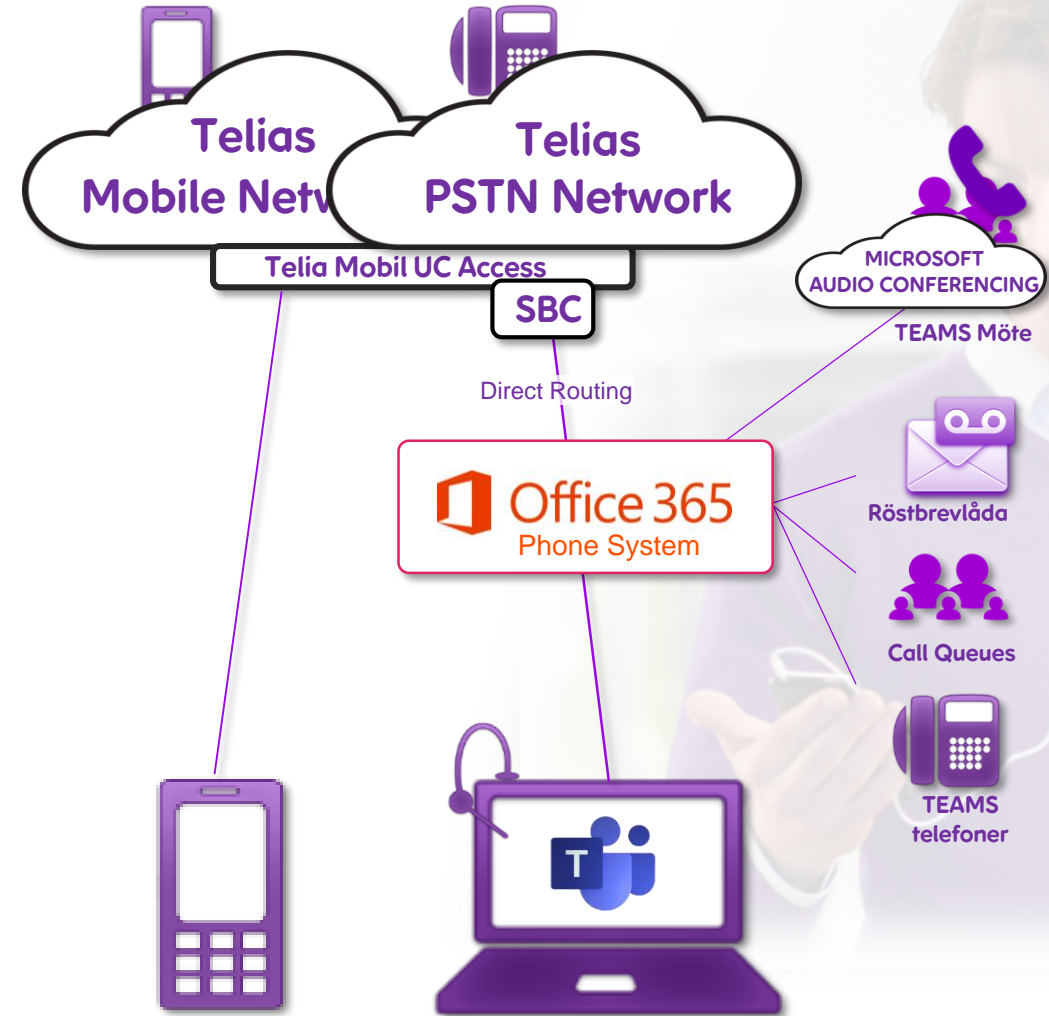 Telias
Mobile Netw
Telias
PSTN Network
Telia Mobil UC Access
SBC
MICROSOFT
AUDIO CONFERENCING
TEAMS Möte
Direct Routing
Office 365
Phone System
Röstbrevlåda
Call Queues
TEAMS
telefoner
T